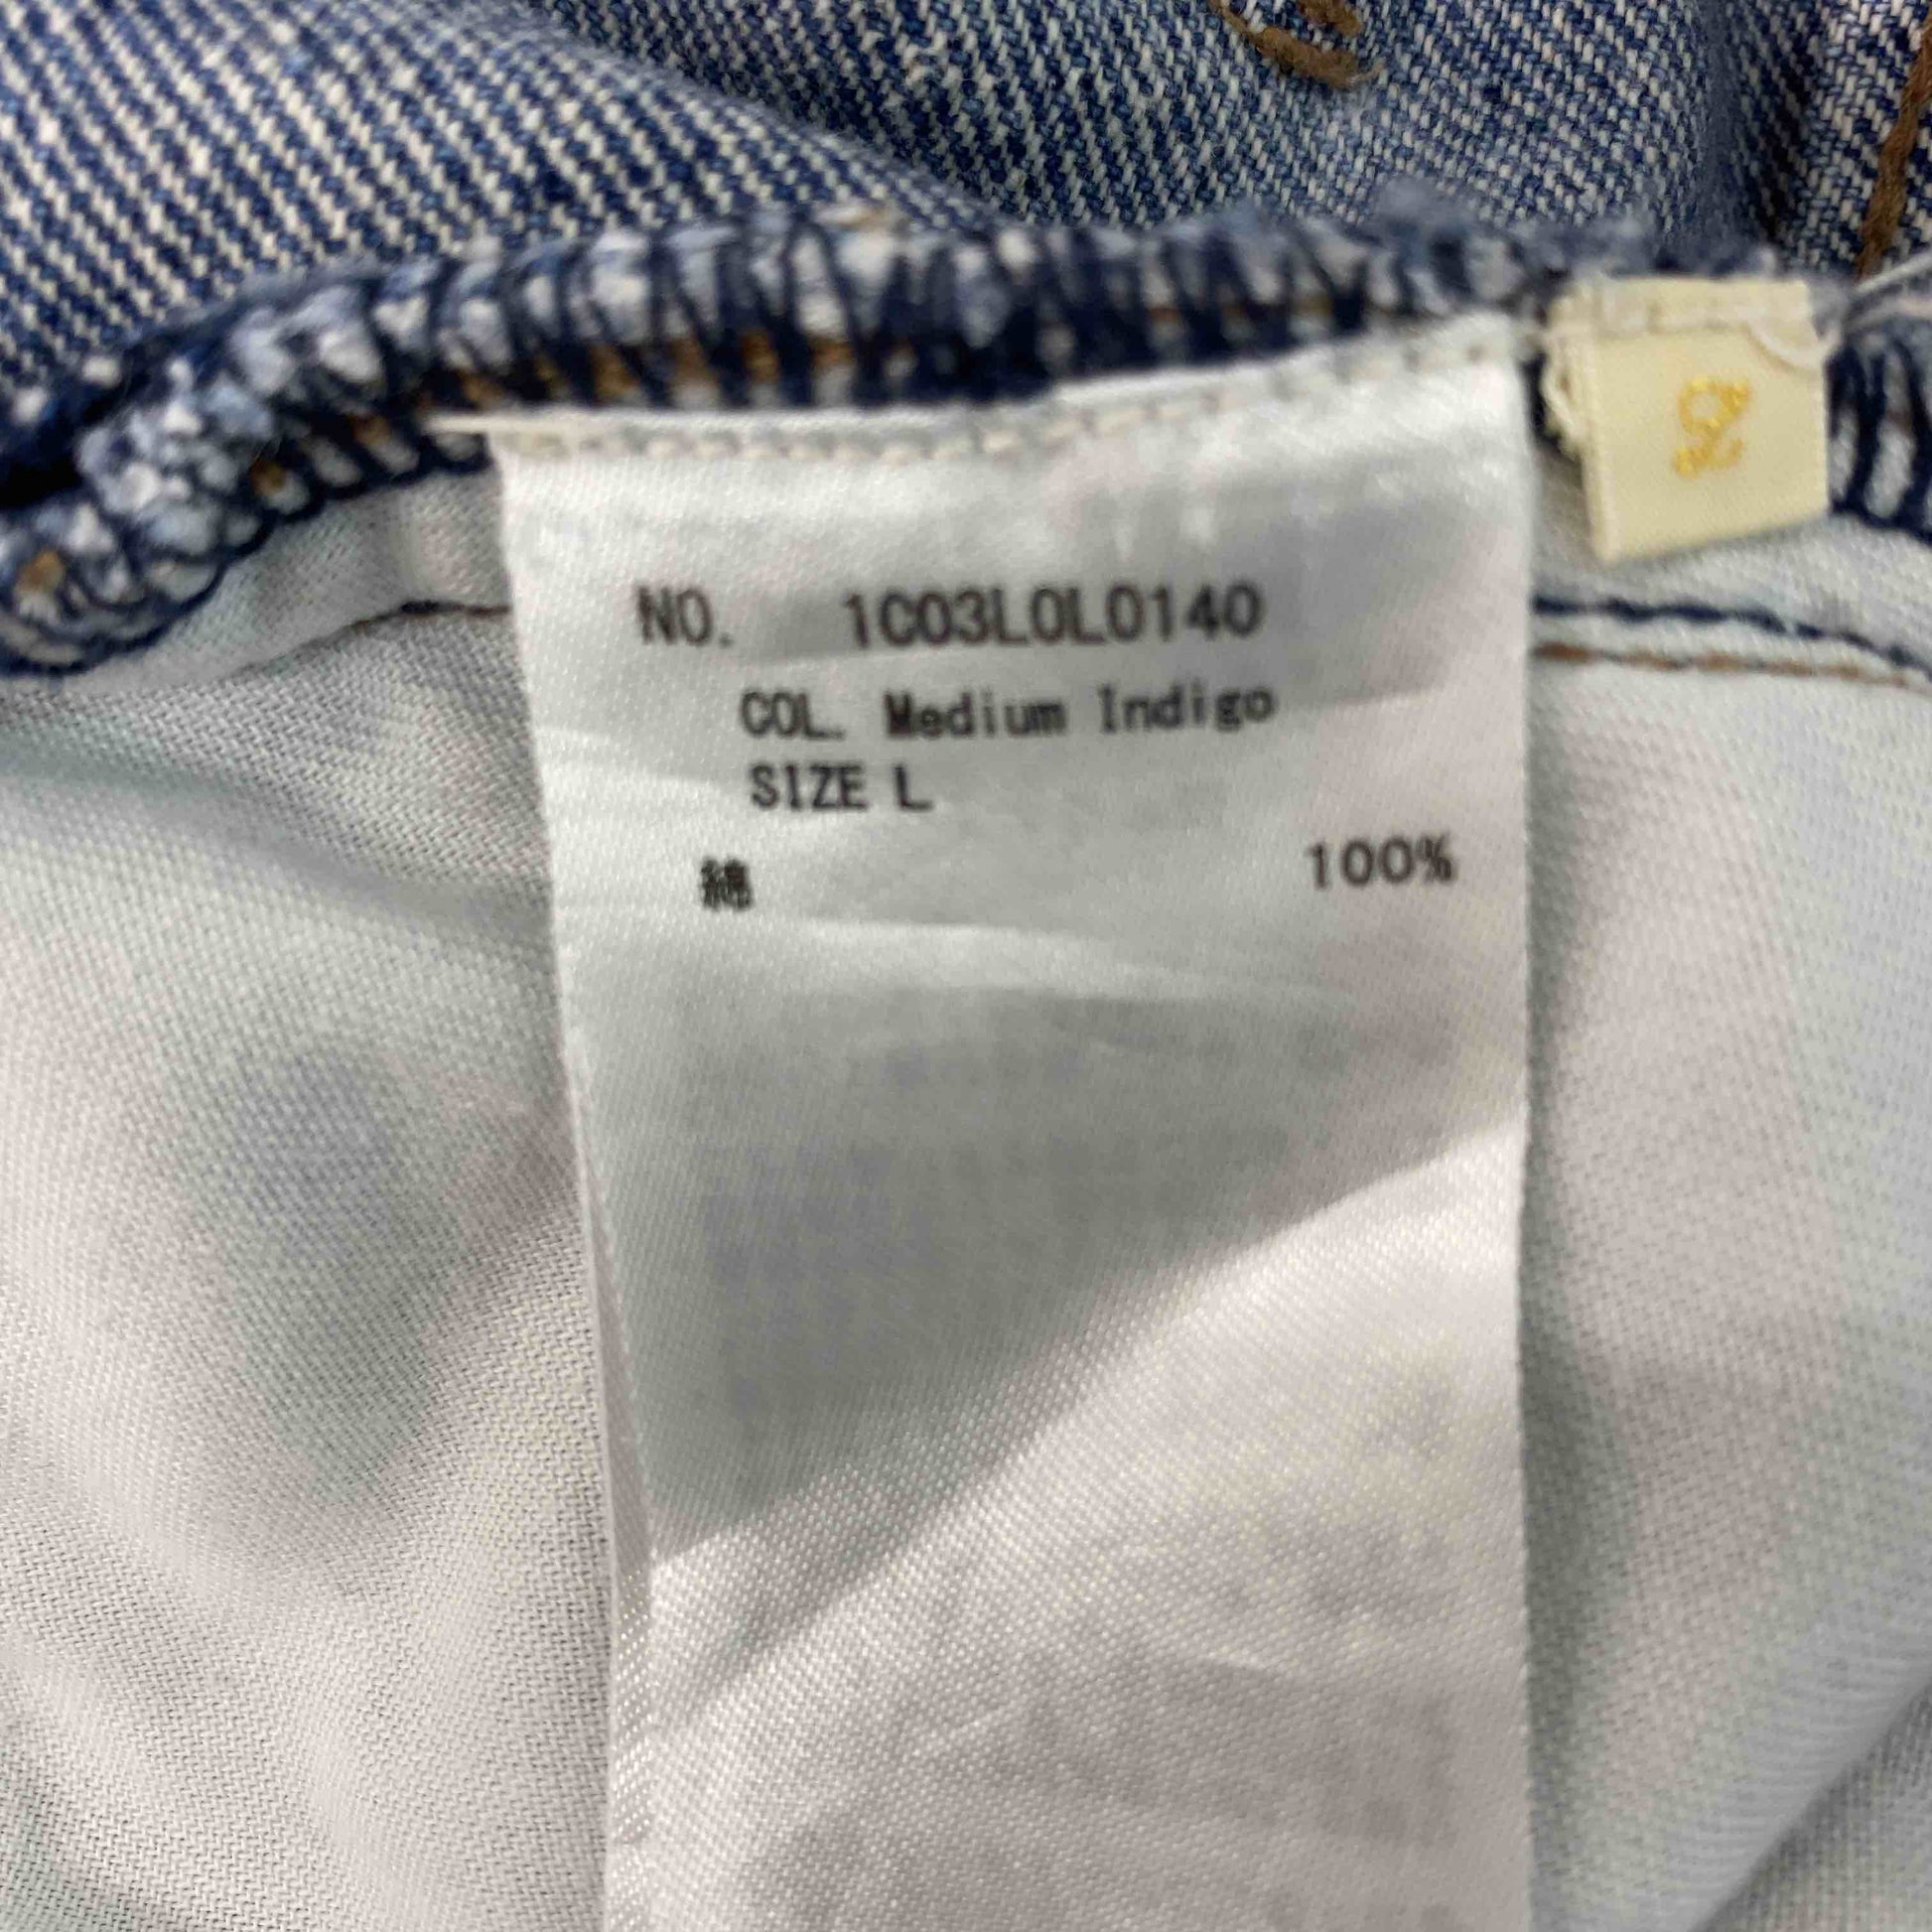 NO. 1C03L0L0140
COL. Medium Indigo
SIZE L
綿 100%